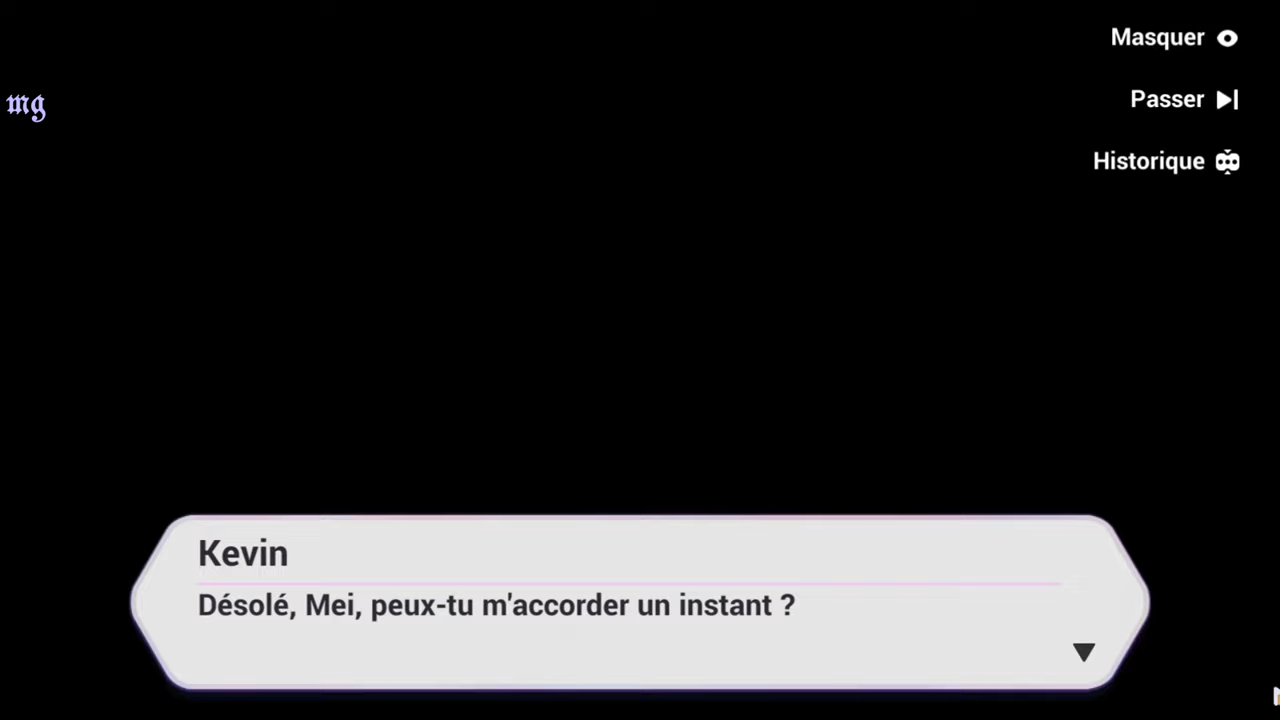 Masquer
mg
Passer
Historique
Kevin
Désolé, Mei, peux-tu m'accorder un instant ?